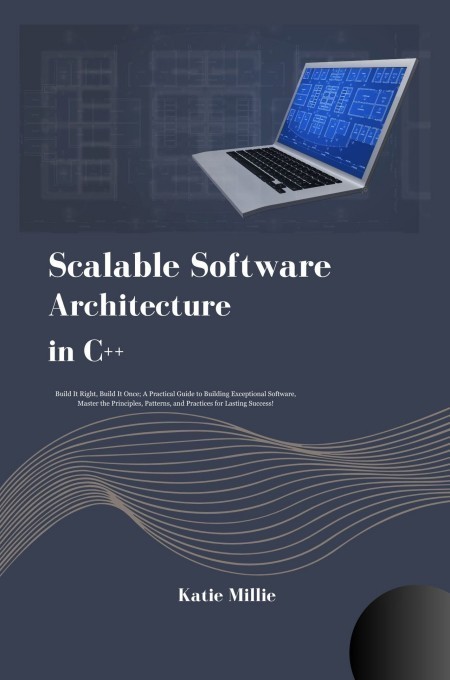 Scalable Software
Architecture
in C++
Build It Right, Build It Once; A Practical Guide to Building Exceptional Software,
Master the Principles, Patterns, and Practices for Lasting Success!
Katie Millie